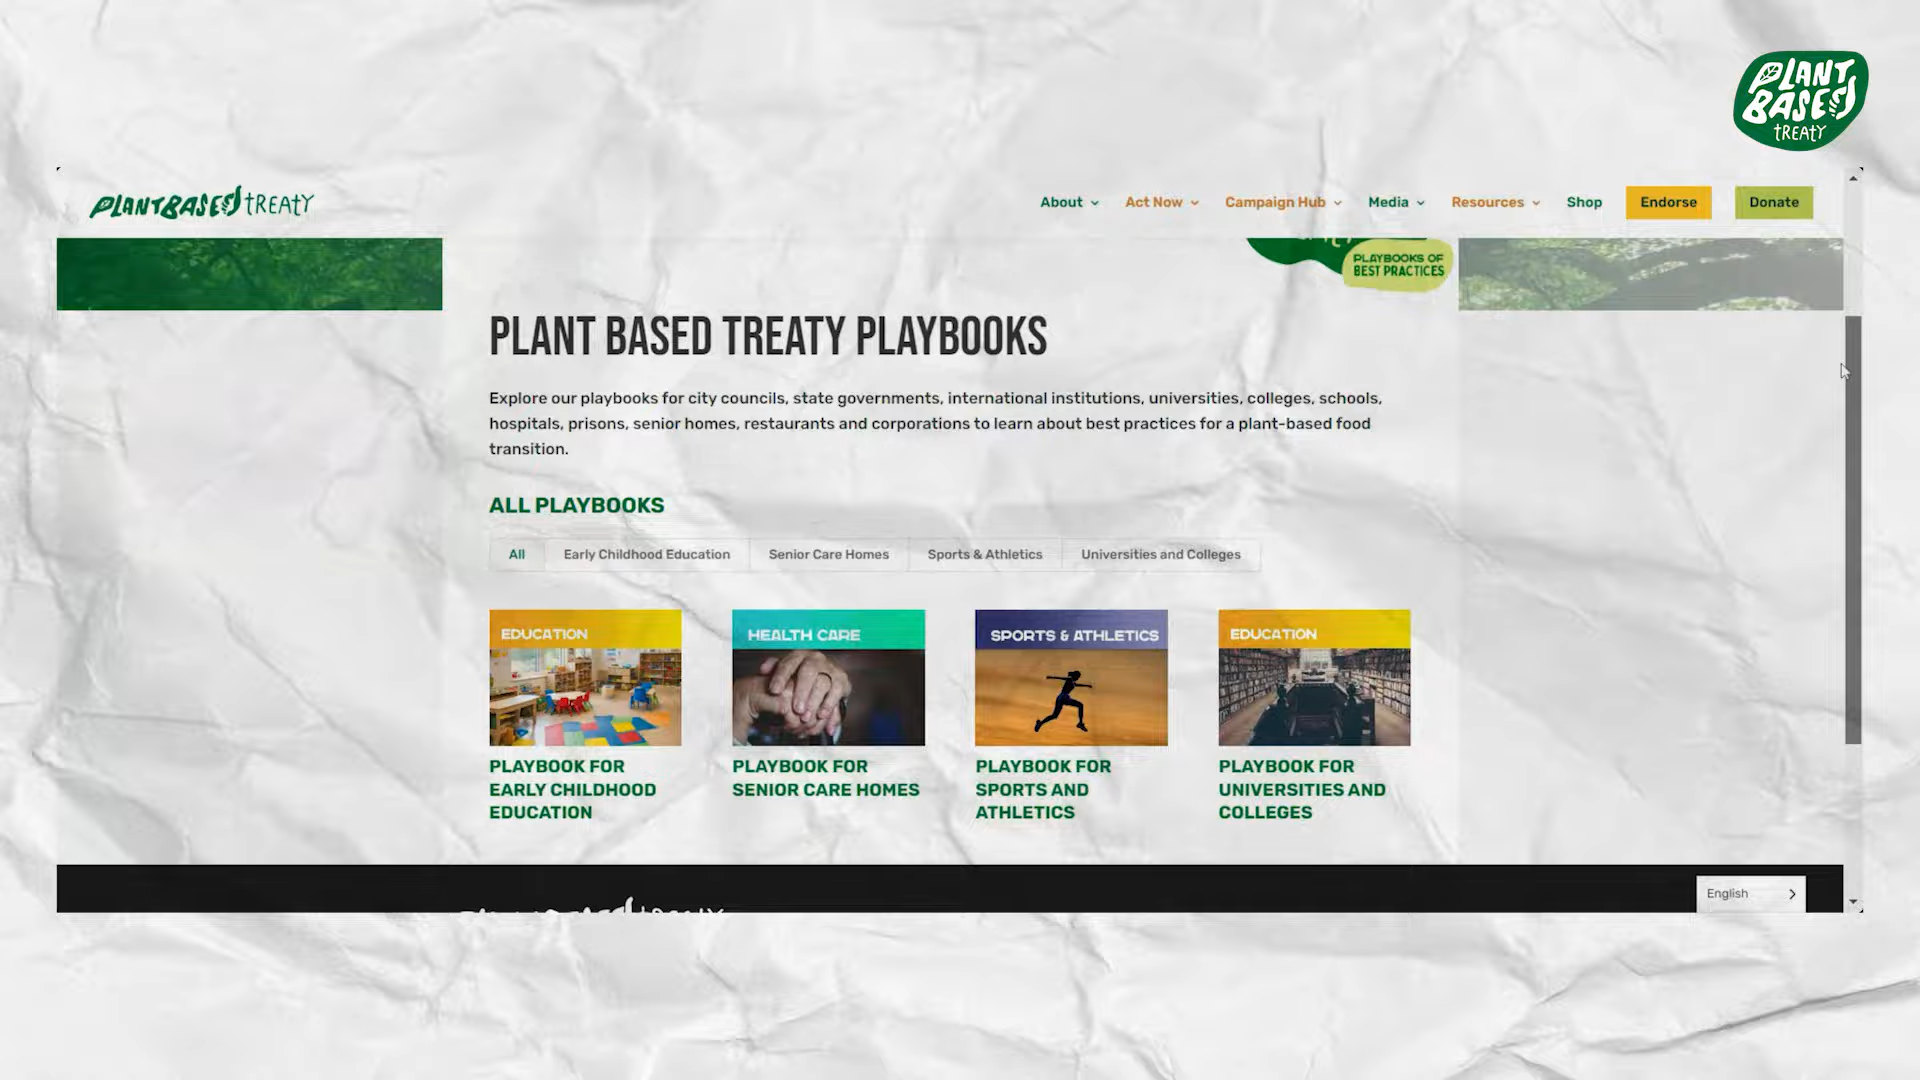 PLANT
BASED
TREATY
PLANT BASED TREATY
About
Act Now
Campaign Hub
Media
Resources
Shop
Endorse
Donate
PLAYBOOKS OF
BEST PRACTICES
PLANT BASED TREATY PLAYBOOKS
Explore our playbooks for city councils, state governments, international institutions, universities, colleges, schools,
hospitals, prisons, senior homes, restaurants and corporations to learn about best practices for a plant-based food
transition.
ALL PLAYBOOKS
All
Early Childhood Education
Senior Care Homes
Sports & Athletics
Universities and Colleges
EDUCATION
HEALTH CARE
SPORTS & ATHLETICS
EDUCATION
PLAYBOOK FOR
EARLY CHILDHOOD
EDUCATION
PLAYBOOK FOR
SENIOR CARE HOMES
PLAYBOOK FOR
SPORTS AND
ATHLETICS
PLAYBOOK FOR
UNIVERSITIES AND
COLLEGES
English